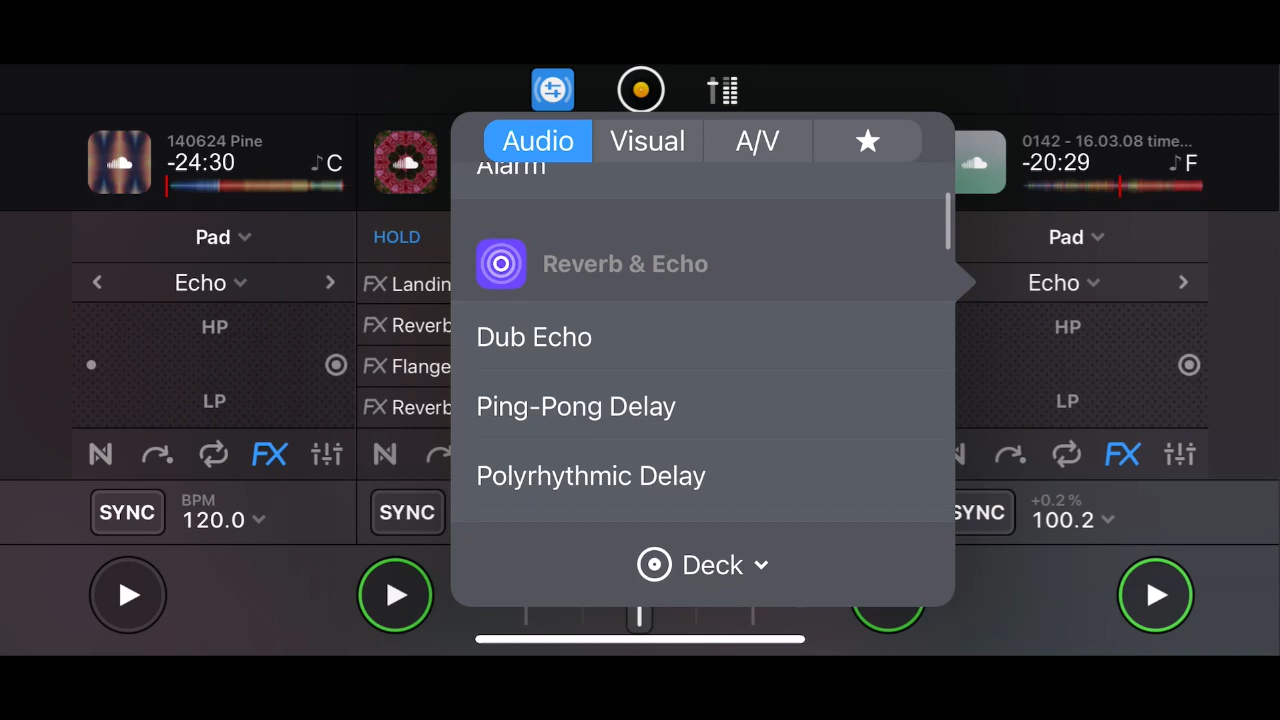 Audio
Visual
A/V
140624 Pine
-24:30
C
0142 - 16.03.08 time...
-20:29
F
Alarm
Pad
HOLD
Reverb & Echo
Pad
Echo
FX Landin
Echo
HP
FX Reverb
Dub Echo
HP
FX Flange
LP
FX Reverb
Ping-Pong Delay
LP
FX
Polyrhythmic Delay
FX
SYNC
BPM
120.0
SYNC
SYNC
+0.2 %
100.2
Deck